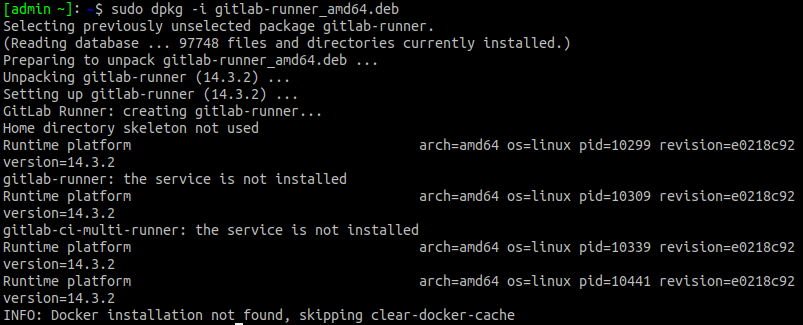 [admin ~]: ~$ sudo dpkg -i gitlab-runner_amd64.deb
Selecting previously unselected package gitlab-runner.
(Reading database ... 97748 files and directories currently installed.)
Preparing to unpack gitlab-runner_amd64.deb ...
Unpacking gitlab-runner (14.3.2) ...
Setting up gitlab-runner (14.3.2) ...
GitLab Runner: creating gitlab-runner...
Home directory skeleton not used
Runtime platform arch=amd64 os=linux pid=10299 revision=e0218c92
version=14.3.2
gitlab-runner: the service is not installed
Runtime platform arch=amd64 os=linux pid=10309 revision=e0218c92
version=14.3.2
gitlab-ci-multi-runner: the service is not installed
Runtime platform arch=amd64 os=linux pid=10339 revision=e0218c92
version=14.3.2
Runtime platform arch=amd64 os=linux pid=10441 revision=e0218c92
version=14.3.2
INFO: Docker installation not found, skipping clear-docker-cache